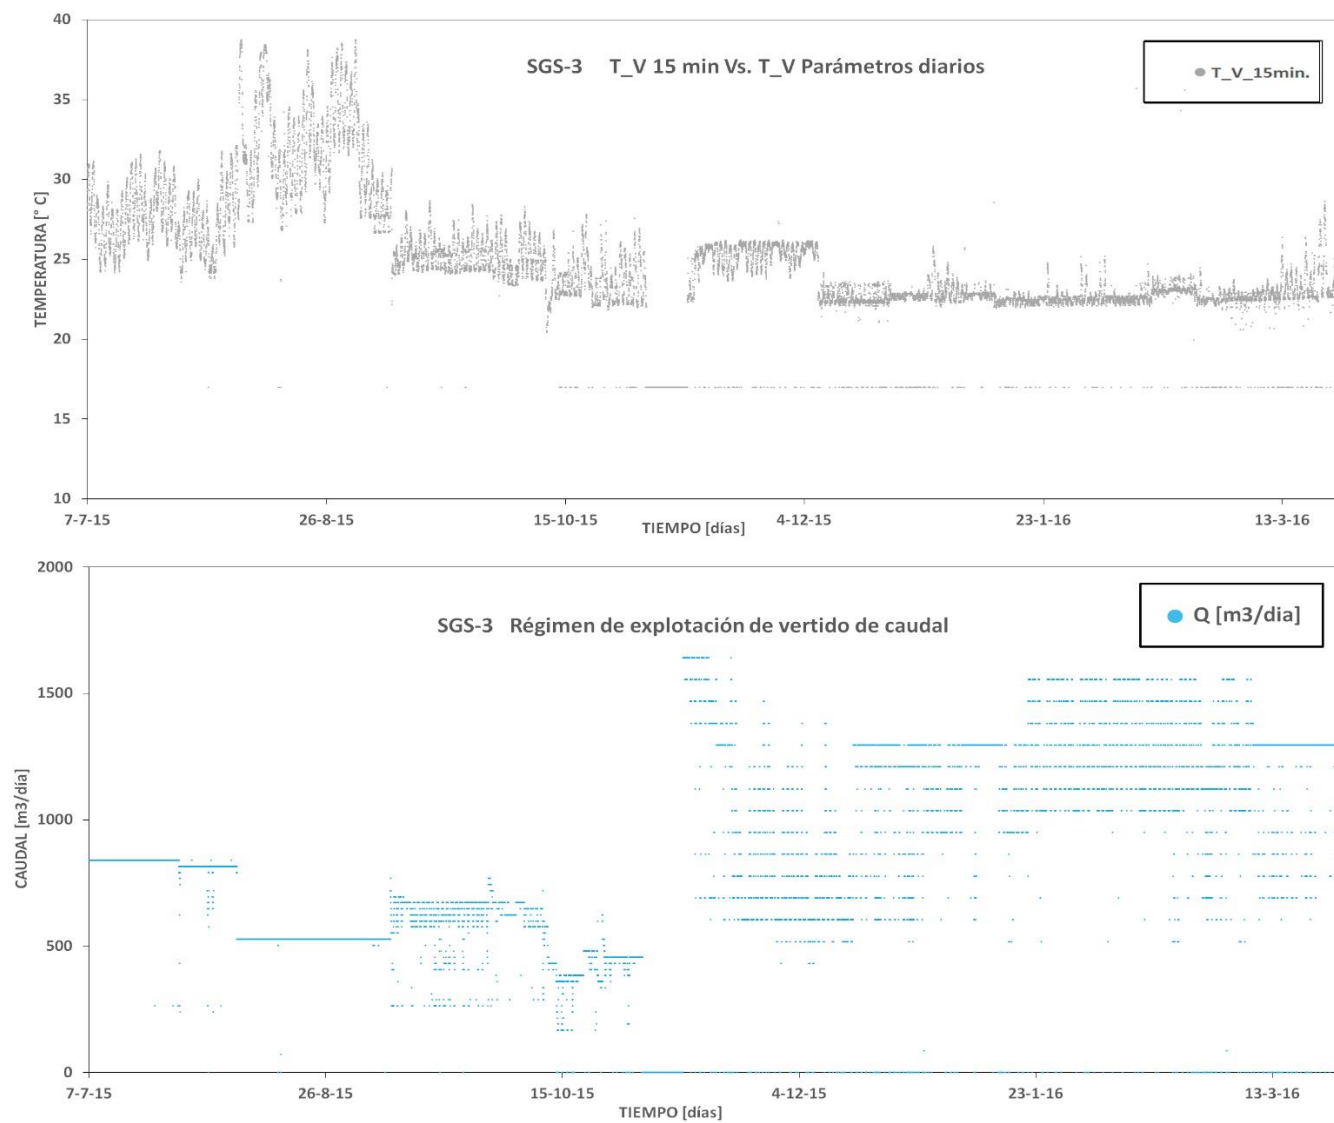 SGS-3 T_V 15 min Vs. T_V Parámetros diarios
T_V_15min.
TEMPERATURA [° C]
40
35
30
25
20
15
10
7-7-15 26-8-15 15-10-15 4-12-15 23-1-16 13-3-16
TIEMPO [días]
SGS-3 Régimen de explotación de vertido de caudal
Q [m3/dia]
CAUDAL [m3/día]
2000
1500
1000
500
0
7-7-15 26-8-15 15-10-15 4-12-15 23-1-16 13-3-16
TIEMPO [días]